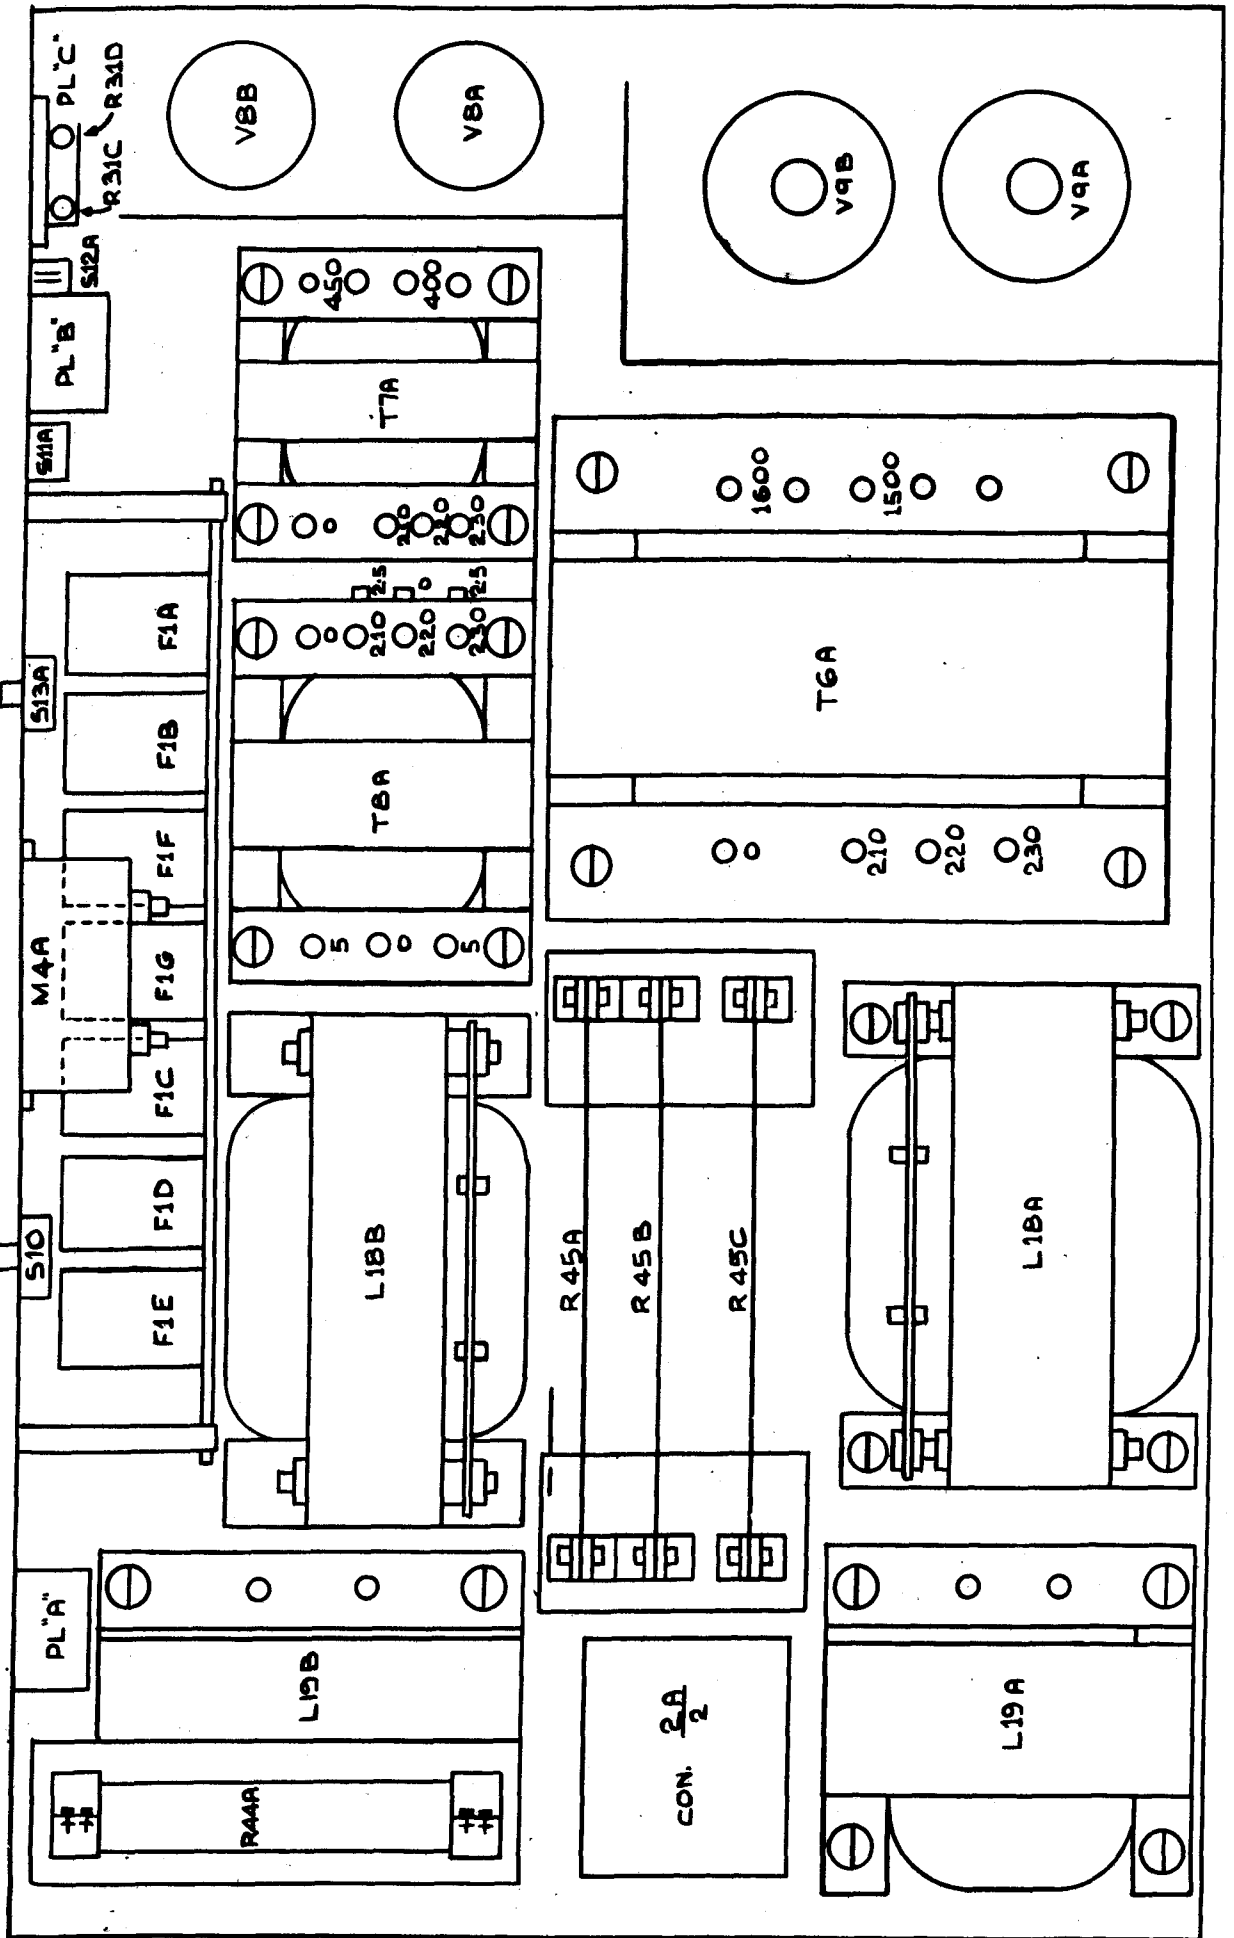 PL"A"
S10
M4A
S13A
S11A
PL"B"
S12A
R31C
R31D
PL"C"
F1E
F1D
F1C
F1G
F1F
F1B
F1A
R44A
L19B
L18B
5
0
5
T8A
0
210
220
230
2.5
0
2.5
0
210
220
230
T7A
450
400
V8B
V8A
CON. 2A/2
R45A
R45B
R45C
L19A
L18A
0
210
220
230
T6A
1600
1500
V9B
V9A